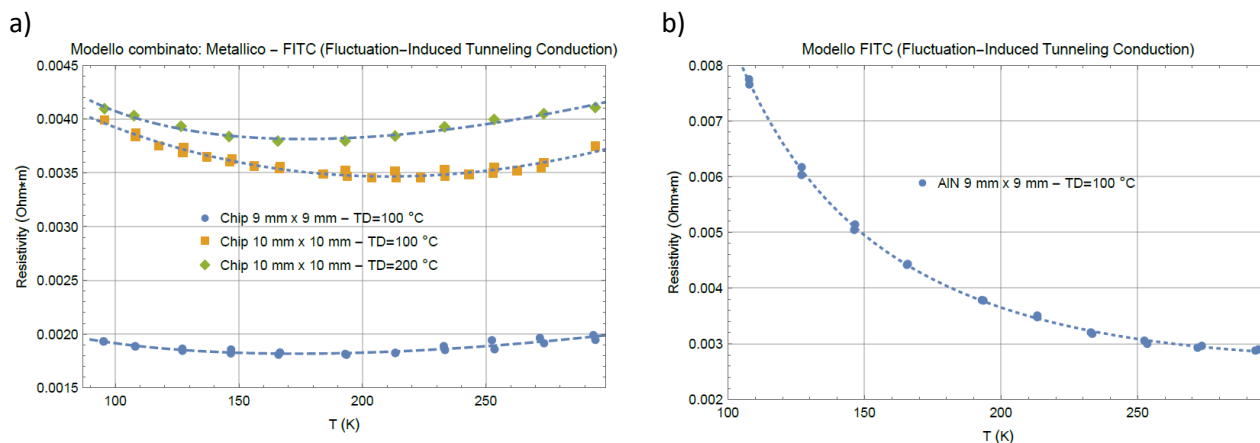 a)
Modello combinato: Metallico – FITC (Fluctuation–Induced Tunneling Conduction)
0.0045
0.0040
0.0035
0.0030
0.0025
0.0020
0.0015
Resistivity (Ohm*m)
Chip 9 mm x 9 mm – TD=100 °C
Chip 10 mm x 10 mm – TD=100 °C
Chip 10 mm x 10 mm – TD=200 °C
100 150 200 250
T (K)
b)
Modello FITC (Fluctuation–Induced Tunneling Conduction)
0.008
0.007
0.006
0.005
0.004
0.003
0.002
Resistivity (Ohm*m)
AlN 9 mm x 9 mm – TD=100 °C
100 150 200 250
T (K)